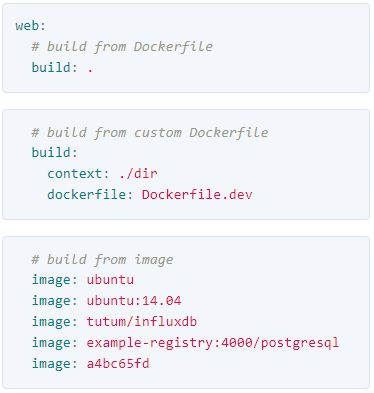 web:
  # build from Dockerfile
  build: .
  # build from custom Dockerfile
  build:
    context: ./dir
    dockerfile: Dockerfile.dev
  # build from image
  image: ubuntu
  image: ubuntu:14.04
  image: tutum/influxdb
  image: example-registry:4000/postgresql
  image: a4bc65fd